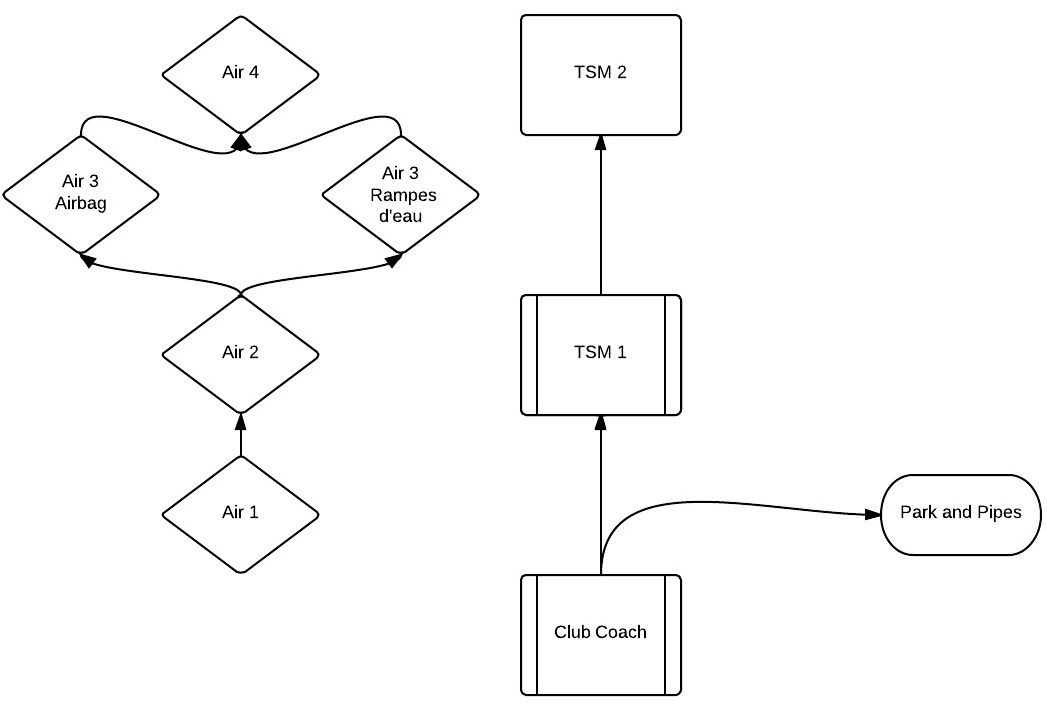 Air 4
TSM 2
Air 3
Airbag
Air 3
Rampes
d'eau
Air 2
TSM 1
Air 1
Park and Pipes
Club Coach